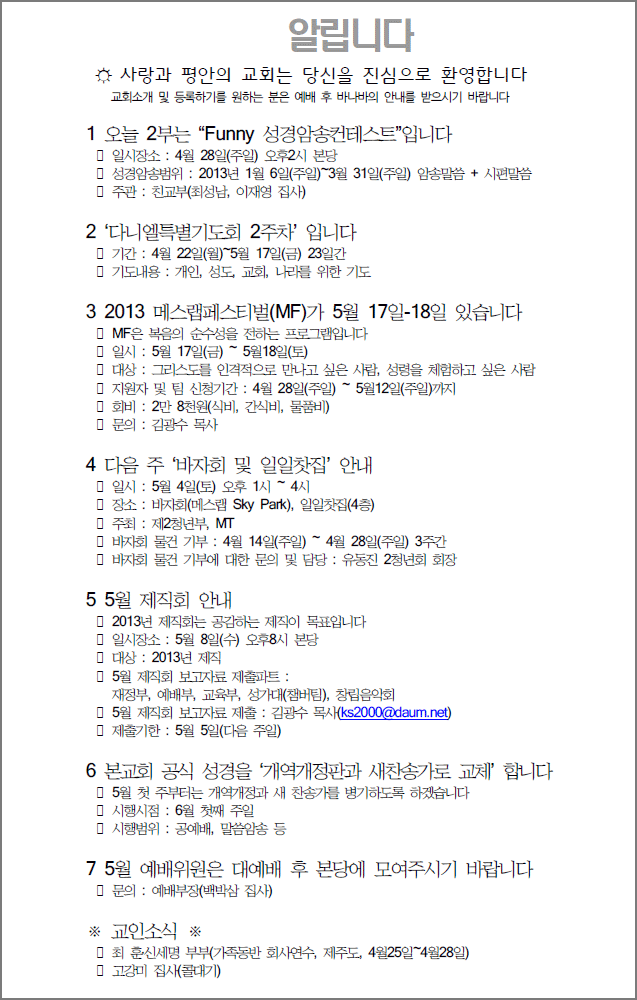 알립니다
☼ 사랑과 평안의 교회는 당신을 진심으로 환영합니다
교회소개 및 등록하기를 원하는 분은 예배 후 바나바의 안내를 받으시기 바랍니다
1 오늘 2부는 “Funny 성경암송컨테스트”입니다
▯ 일시장소 : 4월 28일(주일) 오후2시 본당
▯ 성경암송범위 : 2013년 1월 6일(주일)~3월 31일(주일) 암송말씀 + 시편말씀
▯ 주관 : 친교부(최성남, 이재영 집사)
2 ‘다니엘특별기도회 2주차’ 입니다
▯ 기간 : 4월 22일(월)~5월 17일(금) 23일간
▯ 기도내용 : 개인, 성도, 교회, 나라를 위한 기도
3 2013 메스랩페스티벌(MF)가 5월 17일-18일 있습니다
▯ MF은 복음의 순수성을 전하는 프로그램입니다
▯ 일시 : 5월 17일(금) ~ 5월18일(토)
▯ 대상 : 그리스도를 인격적으로 만나고 싶은 사람, 성령을 체험하고 싶은 사람
▯ 지원자 및 팀 신청기간 : 4월 28일(주일) ~ 5월12일(주일)까지
▯ 회비 : 2만 8천원(식비, 간식비, 물품비)
▯ 문의 : 김광수 목사
4 다음 주 ‘바자회 및 일일찻집’ 안내
▯ 일시 : 5월 4일(토) 오후 1시 ~ 4시
▯ 장소 : 바자회(메스랩 Sky Park), 일일찻집(4층)
▯ 주최 : 제2청년부, MT
▯ 바자회 물건 기부 : 4월 14일(주일) ~ 4월 28일(주일) 3주간
▯ 바자회 물건 기부에 대한 문의 및 담당 : 유동진 2청년회 회장
5 5월 제직회 안내
▯ 2013년 제직회는 공감하는 제직이 목표입니다
▯ 일시장소 : 5월 8일(수) 오후8시 본당
▯ 대상 : 2013년 제직
▯ 5월 제직회 보고자료 제출파트 :
재정부, 예배부, 교육부, 성가대(챔버팀), 창립음악회
▯ 5월 제직회 보고자료 제출 : 김광수 목사(ks2000@daum.net)
▯ 제출기한 : 5월 5일(다음 주일)
6 본교회 공식 성경을 ‘개역개정판과 새찬송가로 교체’ 합니다
▯ 5월 첫 주부터는 개역개정과 새 찬송가를 병기하도록 하겠습니다
▯ 시행시점 : 6월 첫째 주일
▯ 시행범위 : 공예배, 말씀암송 등
7 5월 예배위원은 대예배 후 본당에 모여주시기 바랍니다
▯ 문의 : 예배부장(백박삼 집사)
※ 교인소식 ※
▯ 최 훈·신세명 부부(가족동반 회사연수, 제주도, 4월25일~4월28일)
▯ 고강미 집사(콜대기)